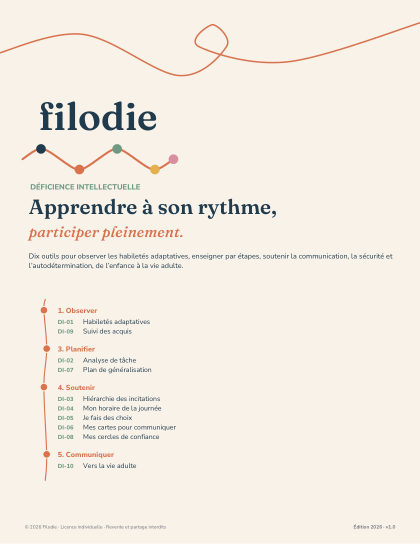 filodie
DÉFICIENCE INTELLECTUELLE
Apprendre à son rythme,
participer pleinement.
Dix outils pour observer les habiletés adaptatives, enseigner par étapes, soutenir la communication, la sécurité et
l'autodétermination, de l'enfance à la vie adulte.
1. Observer
DI-01 Habiletés adaptatives
DI-09 Suivi des acquis
3. Planifier
DI-02 Analyse de tâche
DI-07 Plan de généralisation
4. Soutenir
DI-03 Hiérarchie des incitations
DI-04 Mon horaire de la journée
DI-05 Je fais des choix
DI-06 Mes cartes pour communiquer
DI-08 Mes cercles de confiance
5. Communiquer
DI-10 Vers la vie adulte
© 2026 Filodie · Licence individuelle · Revente et partage interdits
Édition 2026 · v1.0